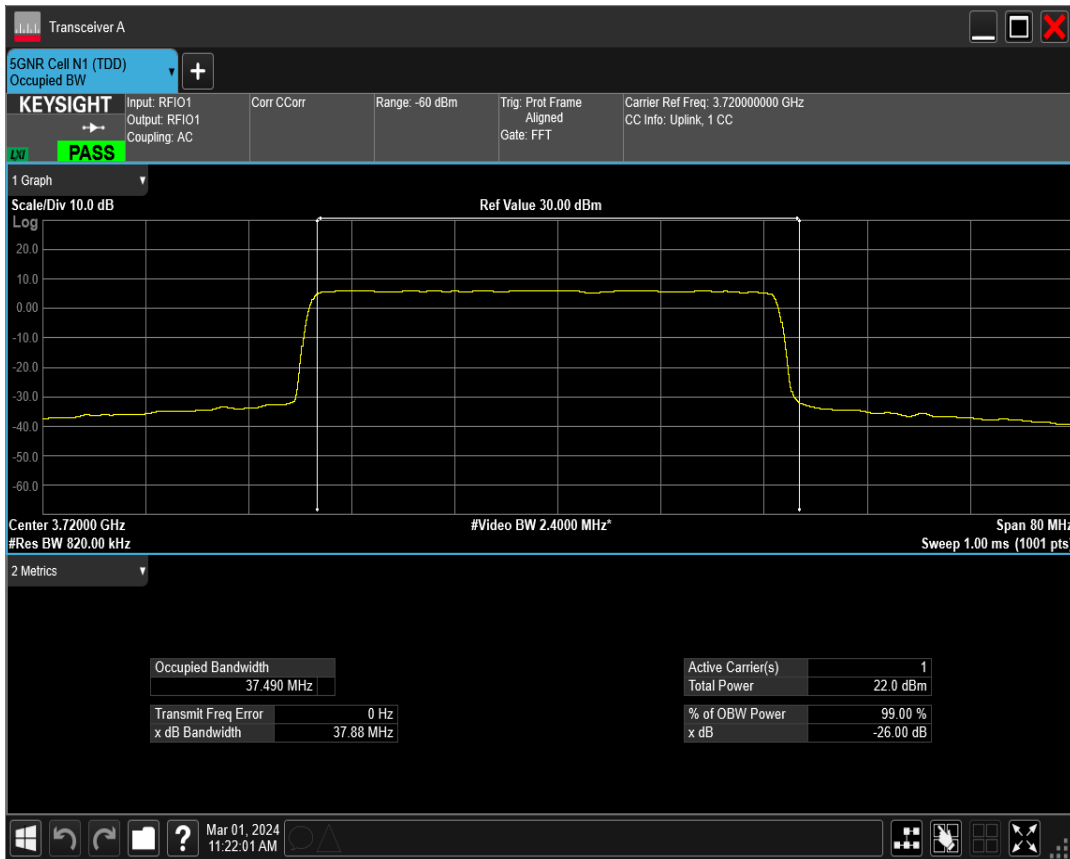 Transceiver A
5GNR Cell N1 (TDD)
Occupied BW
+
KEYSIGHT
LXI
PASS
Input: RFIO1
Output: RFIO1
Coupling: AC
Corr CCorr
Range: -60 dBm
Trig: Prot Frame
Aligned
Gate: FFT
Carrier Ref Freq: 3.720000000 GHz
CC Info: Uplink, 1 CC
1 Graph
Scale/Div 10.0 dB
Ref Value 30.00 dBm
Log
20.0
10.0
0.00
-10.0
-20.0
-30.0
-40.0
-50.0
-60.0
Center 3.72000 GHz
#Video BW 2.4000 MHz*
Span 80 MHz
#Res BW 820.00 kHz
Sweep 1.00 ms (1001 pts)
2 Metrics
Occupied Bandwidth
37.490 MHz
Transmit Freq Error 0 Hz
x dB Bandwidth 37.88 MHz
Active Carrier(s) 1
Total Power 22.0 dBm
% of OBW Power 99.00 %
x dB -26.00 dB
?
Mar 01, 2024
11:22:01 AM